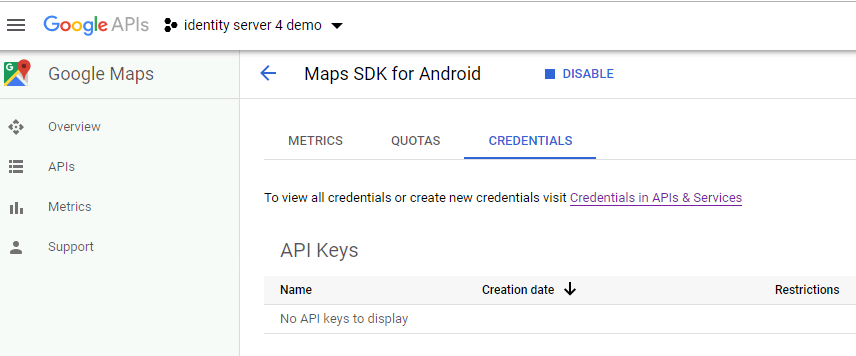 Google APIs identity server 4 demo
Google Maps
Maps SDK for Android DISABLE
Overview
APIs
Metrics
Support
METRICS QUOTAS CREDENTIALS
To view all credentials or create new credentials visit Credentials in APIs & Services
API Keys
Name Creation date Restrictions
No API keys to display